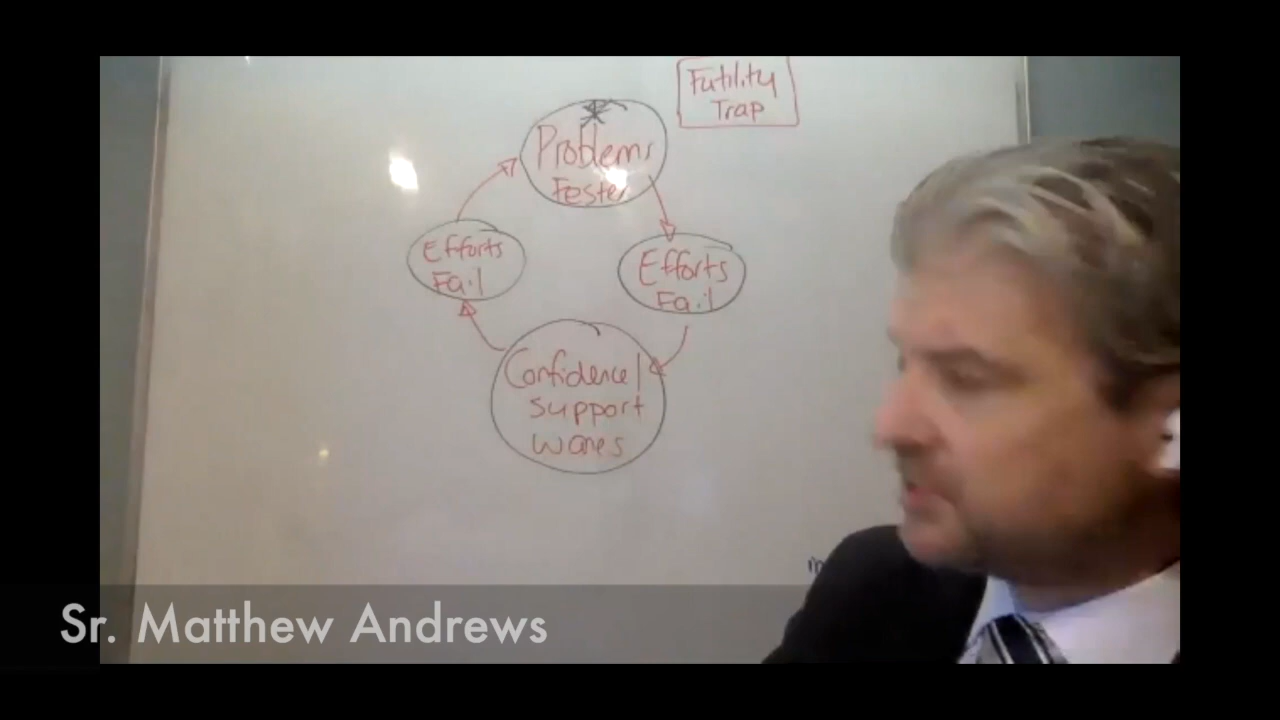 Futility
Trap
Problems
Fester
Efforts
Fail
Efforts
Fail
Confidence/
Support
Wanes
Sr. Matthew Andrews